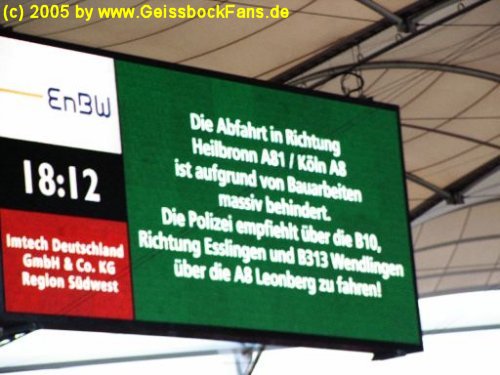 (c) 2005 by www.GeissbockFans.de
EnBW
18:12
Imtech Deutschland
GmbH & Co. KG
Region Südwest
Die Abfahrt in Richtung
Heilbronn A81 / Köln A8
ist aufgrund von Bauarbeiten
massiv behindert.
Die Polizei empfiehlt über die B10,
Richtung Esslingen und B313 Wendlingen
über die A8 Leonberg zu fahren!